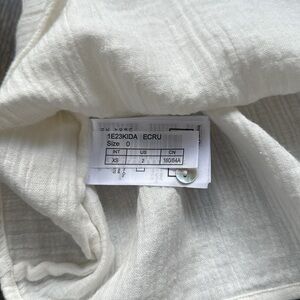 1E23KIDA ECRU
Size 0
INT US CN
XS 2 160/84A